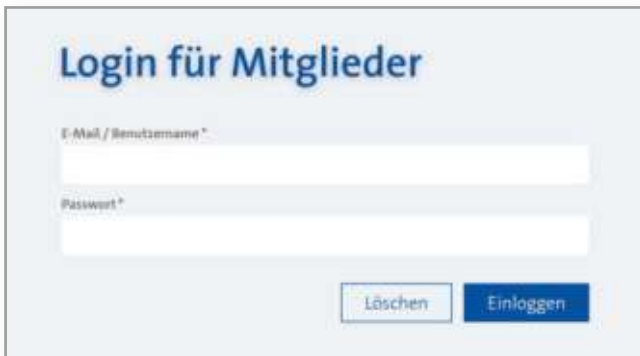 Login für Mitglieder
E-Mail / Benutzername*
Passwort*
Löschen
Einloggen